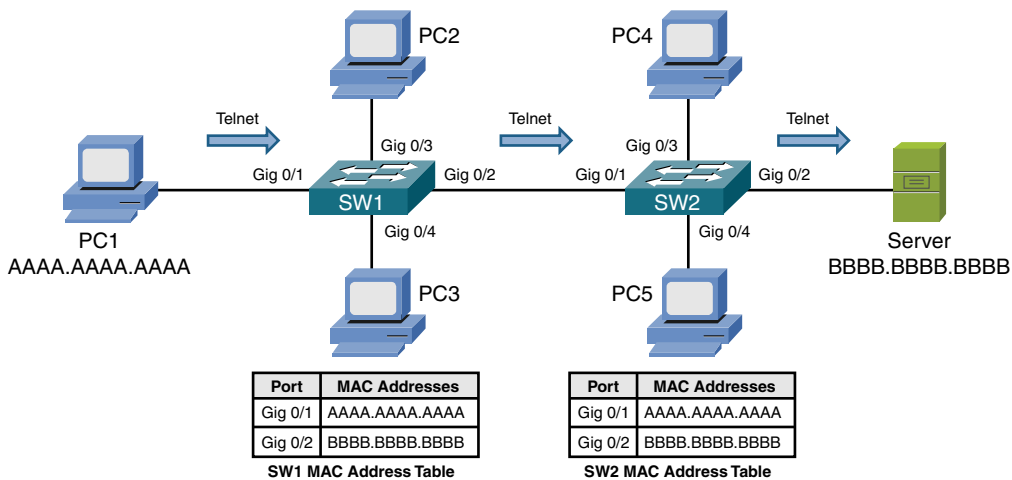 PC2
PC4
Telnet
Telnet
Telnet
Gig 0/3
Gig 0/3
Gig 0/1
Gig 0/2
Gig 0/1
Gig 0/2
SW1
SW2
Gig 0/4
Gig 0/4
PC1
AAAA.AAAA.AAAA
Server
BBBB.BBBB.BBBB
PC3
PC5
Port MAC Addresses
Gig 0/1 AAAA.AAAA.AAAA
Gig 0/2 BBBB.BBBB.BBBB
SW1 MAC Address Table
Port MAC Addresses
Gig 0/1 AAAA.AAAA.AAAA
Gig 0/2 BBBB.BBBB.BBBB
SW2 MAC Address Table